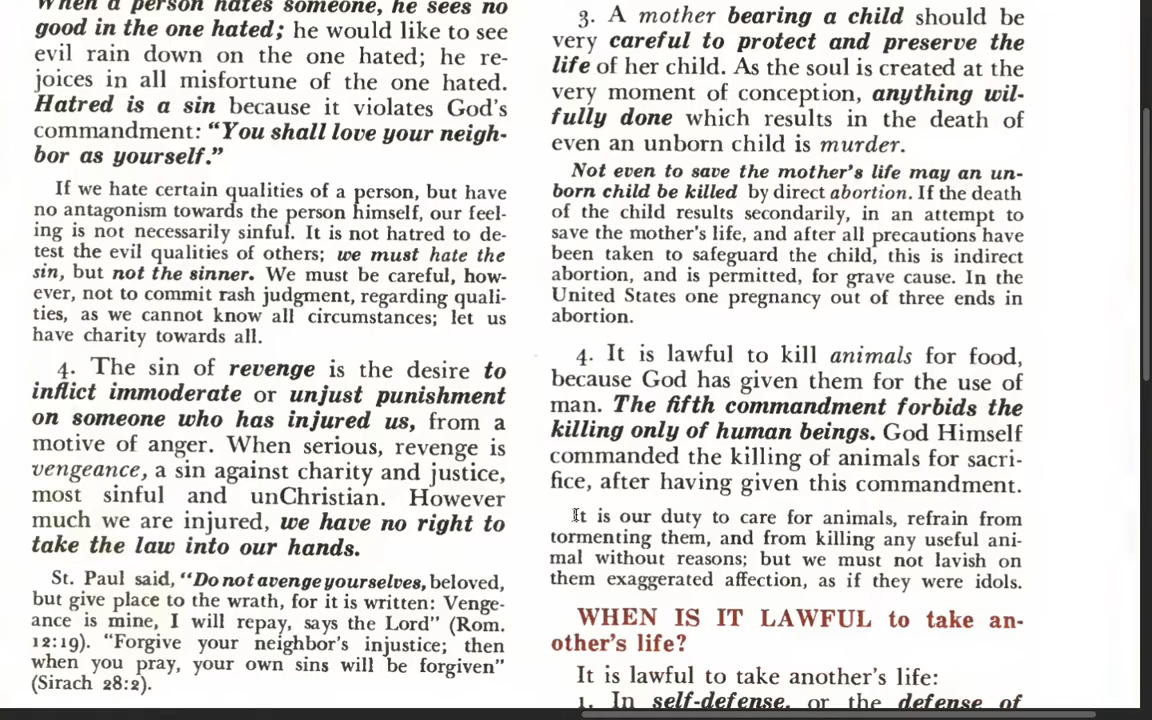 When a person hates someone, he sees no
good in the one hated; he would like to see
evil rain down on the one hated; he re-
joices in all misfortune of the one hated.
Hatred is a sin because it violates God's
commandment: “You shall love your neigh-
bor as yourself.”
If we hate certain qualities of a person, but have
no antagonism towards the person himself, our feel-
ing is not necessarily sinful. It is not hatred to de-
test the evil qualities of others; we must hate the
sin, but not the sinner. We must be careful, how-
ever, not to commit rash judgment, regarding quali-
ties, as we cannot know all circumstances; let us
have charity towards all.
4. The sin of revenge is the desire to
inflict immoderate or unjust punishment
on someone who has injured us, from a
motive of anger. When serious, revenge is
vengeance, a sin against charity and justice,
most sinful and unChristian. However
much we are injured, we have no right to
take the law into our hands.
St. Paul said, “Do not avenge yourselves, beloved,
but give place to the wrath, for it is written: Venge-
ance is mine, I will repay, says the Lord” (Rom.
12:19). “Forgive your neighbor's injustice; then
when you pray, your own sins will be forgiven”
(Sirach 28:2).
3. A mother bearing a child should be
very careful to protect and preserve the
life of her child. As the soul is created at the
very moment of conception, anything wil-
fully done which results in the death of
even an unborn child is murder.
Not even to save the mother's life may an un-
born child be killed by direct abortion. If the death
of the child results secondarily, in an attempt to
save the mother's life, and after all precautions have
been taken to safeguard the child, this is indirect
abortion, and is permitted, for grave cause. In the
United States one pregnancy out of three ends in
abortion.
4. It is lawful to kill animals for food,
because God has given them for the use of
man. The fifth commandment forbids the
killing only of human beings. God Himself
commanded the killing of animals for sacri-
fice, after having given this commandment.
It is our duty to care for animals, refrain from
tormenting them, and from killing any useful ani-
mal without reasons; but we must not lavish on
them exaggerated affection, as if they were idols.
WHEN IS IT LAWFUL to take an-
other's life?
It is lawful to take another's life:
1. In self-defense, or the defense of